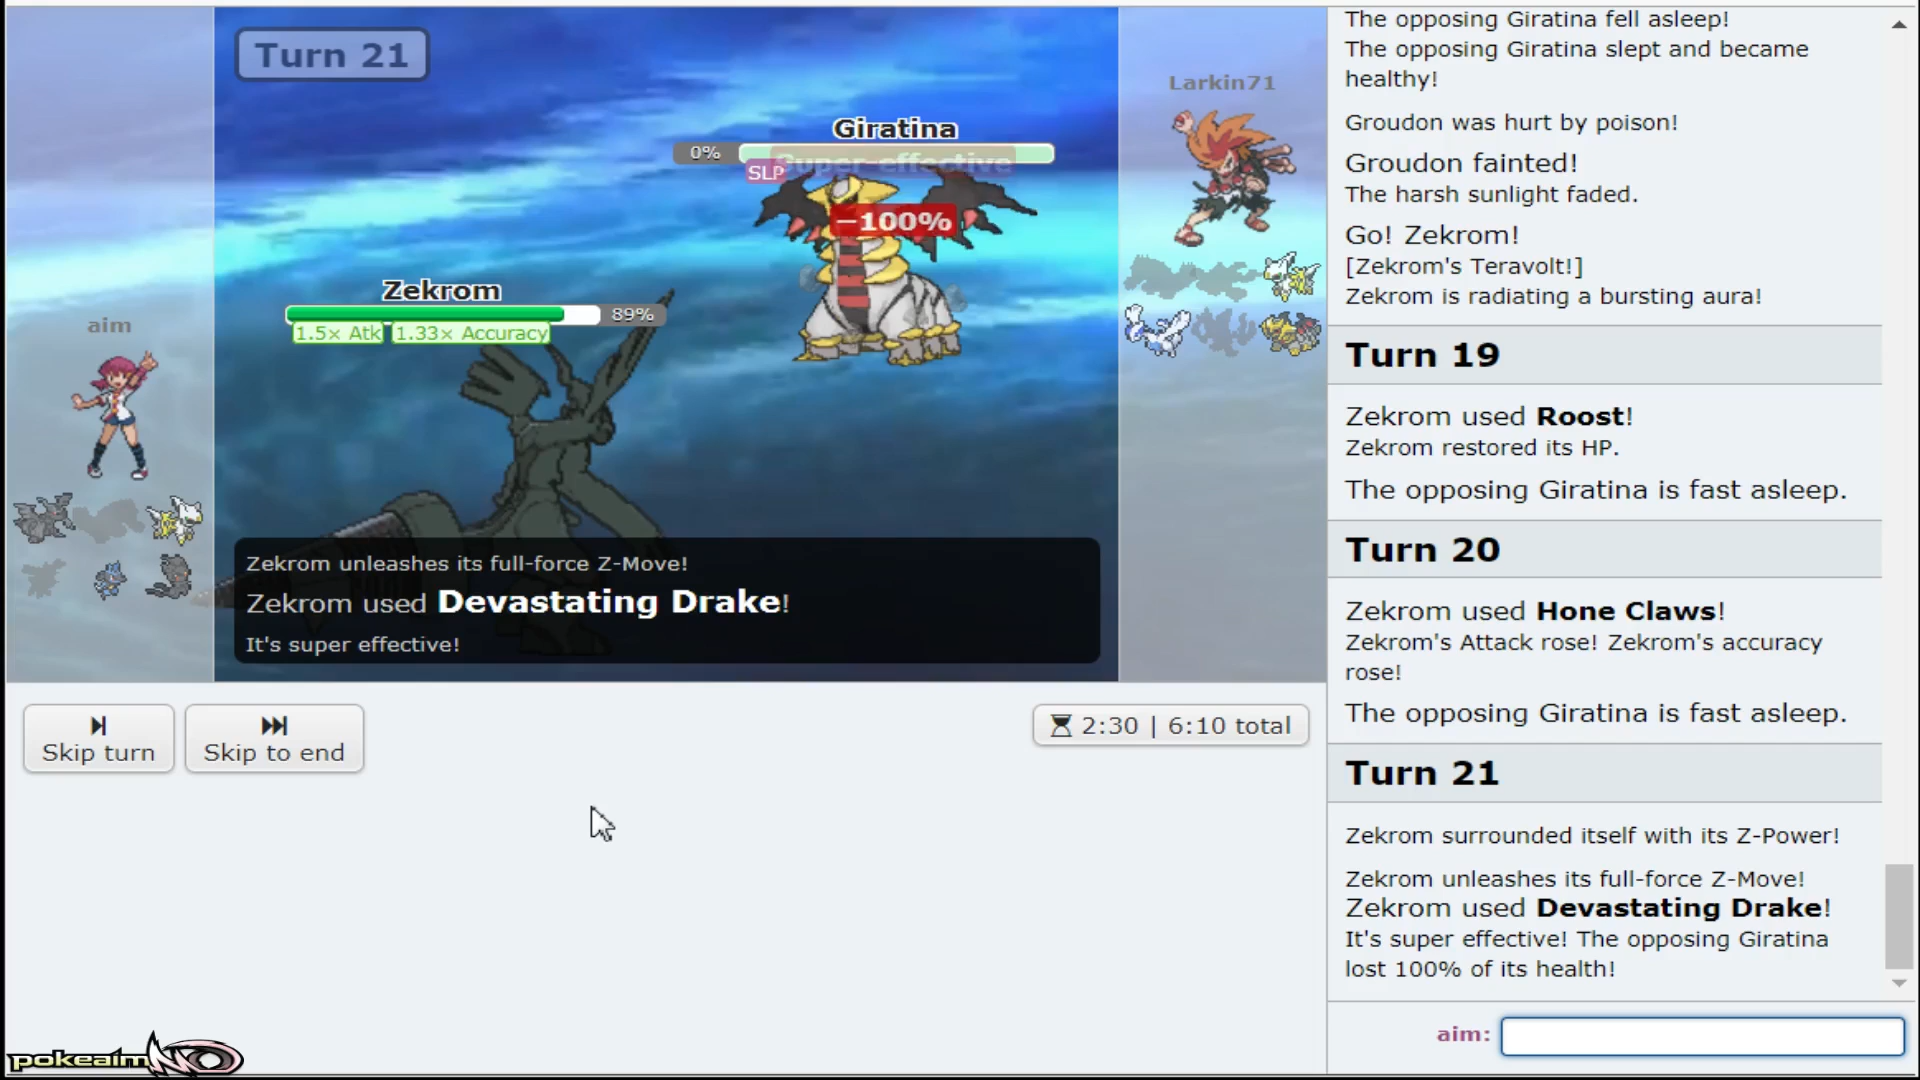 Turn 21
Larkin71
Giratina
0%
Super effective
SLP
−100%
Zekrom
89%
1.5× Atk 1.33× Accuracy
aim
Zekrom unleashes its full-force Z-Move!
Zekrom used Devastating Drake!
It's super effective!
Skip turn
Skip to end
2:30 | 6:10 total
pokeaimMD
The opposing Giratina fell asleep!
The opposing Giratina slept and became
healthy!
Groudon was hurt by poison!
Groudon fainted!
The harsh sunlight faded.
Go! Zekrom!
[Zekrom's Teravolt!]
Zekrom is radiating a bursting aura!
Turn 19
Zekrom used Roost!
Zekrom restored its HP.
The opposing Giratina is fast asleep.
Turn 20
Zekrom used Hone Claws!
Zekrom's Attack rose! Zekrom's accuracy
rose!
The opposing Giratina is fast asleep.
Turn 21
Zekrom surrounded itself with its Z-Power!
Zekrom unleashes its full-force Z-Move!
Zekrom used Devastating Drake!
It's super effective! The opposing Giratina
lost 100% of its health!
aim: